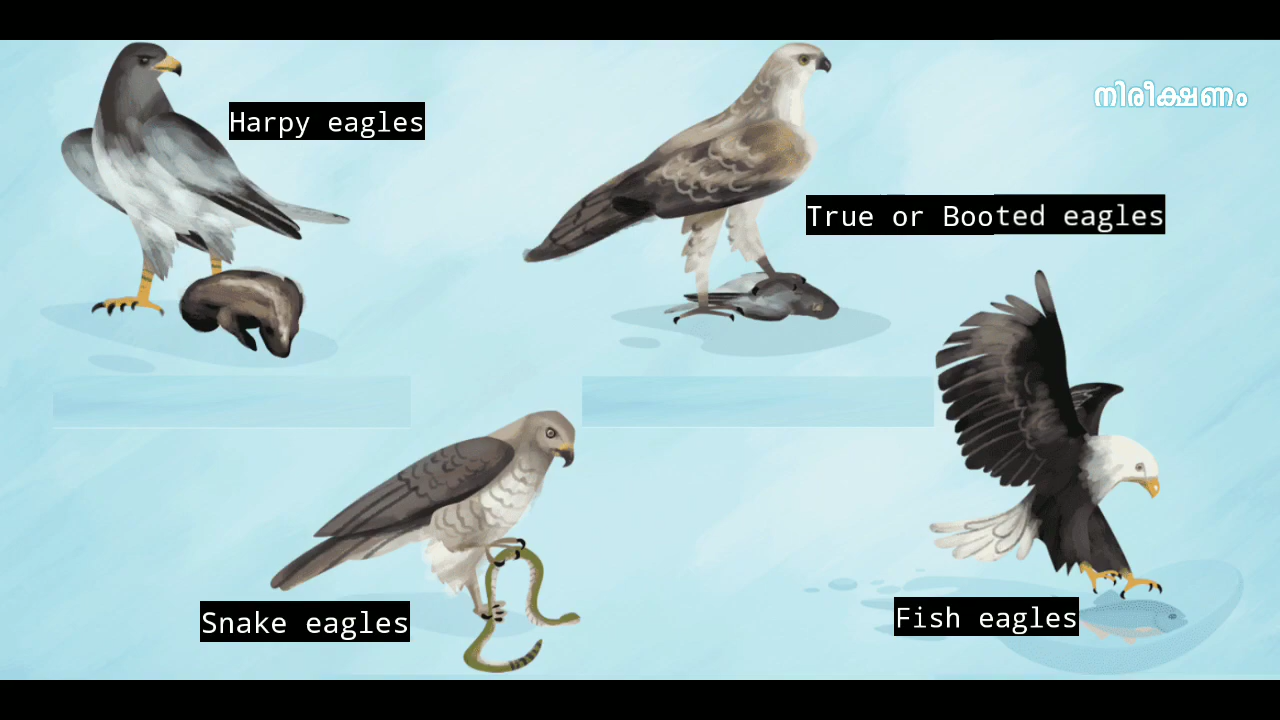 Harpy eagles
നിരീക്ഷണം
True or Booted eagles
Snake eagles
Fish eagles